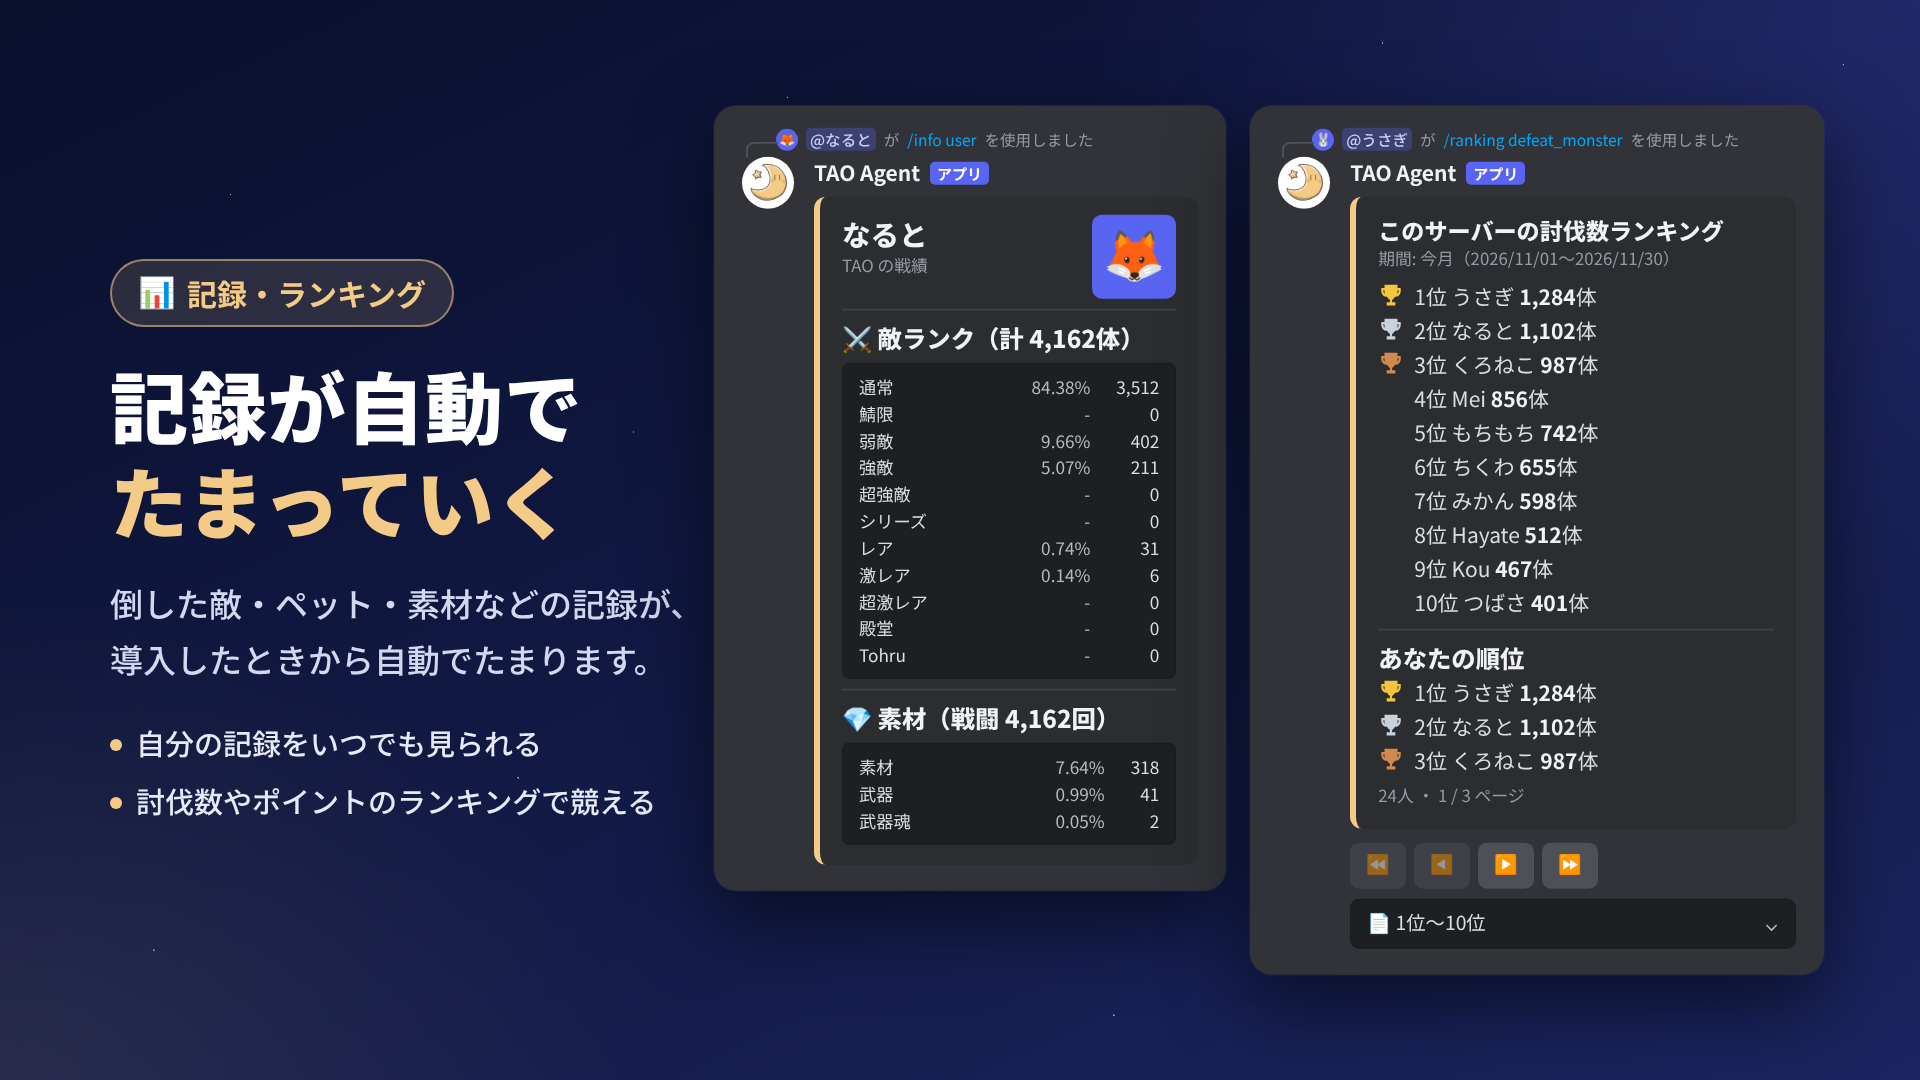 📊 記録・ランキング
記録が自動で
たまっていく
倒した敵・ペット・素材などの記録が、
導入したときから自動でたまります。
自分の記録をいつでも見られる
討伐数やポイントのランキングで競える
@なると が /info user を使用しました
TAO Agent アプリ
なると
TAO の戦績
⚔️ 敵ランク（計 4,162体）
通常 84.38% 3,512
鯖限 - 0
弱敵 9.66% 402
強敵 5.07% 211
超強敵 - 0
シリーズ - 0
レア 0.74% 31
激レア 0.14% 6
超激レア - 0
殿堂 - 0
Tohru - 0
💎 素材（戦闘 4,162回）
素材 7.64% 318
武器 0.99% 41
武器魂 0.05% 2
@うさぎ が /ranking defeat_monster を使用しました
TAO Agent アプリ
このサーバーの討伐数ランキング
期間: 今月（2026/11/01〜2026/11/30）
1位 うさぎ 1,284体
2位 なると 1,102体
3位 くろねこ 987体
4位 Mei 856体
5位 もちもち 742体
6位 ちくわ 655体
7位 みかん 598体
8位 Hayate 512体
9位 Kou 467体
10位 つばさ 401体
あなたの順位
1位 うさぎ 1,284体
2位 なると 1,102体
3位 くろねこ 987体
24人 ・ 1 / 3 ページ
📄 1位〜10位